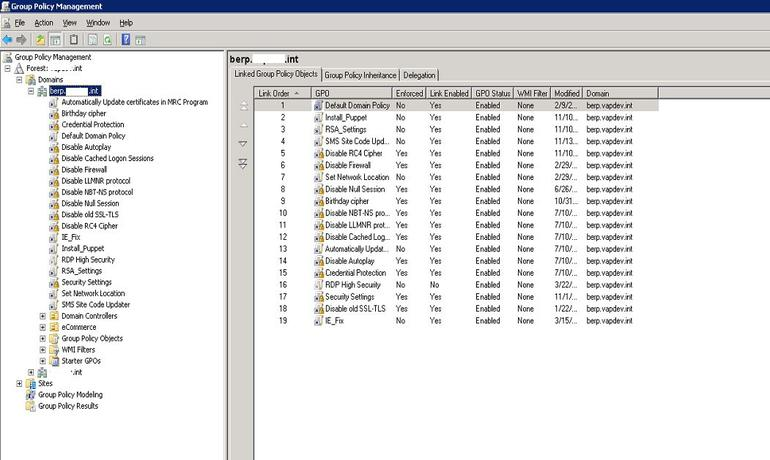 Group Policy Management
File Action View Window Help
Group Policy Management
Forest:
Domains
berp. .int
Automatically Update certificates in MRC Program
Birthday cipher
Credential Protection
Default Domain Policy
Disable Autoplay
Disable Cached Logon Sessions
Disable Firewall
Disable LLMNR protocol
Disable NBT-NS protocol
Disable Null Session
Disable old SSL-TLS
Disable RC4 Cipher
IE_Fix
Install_Puppet
RDP High Security
RSA_Settings
Security Settings
Set Network Location
SMS Site Code Updater
Domain Controllers
eCommerce
Group Policy Objects
WMI Filters
Starter GPOs
.int
Sites
Group Policy Modeling
Group Policy Results
berp. .int
Linked Group Policy Objects Group Policy Inheritance Delegation
Link Order GPO Enforced Link Enabled GPO Status WMI Filter Modified Domain
1 Default Domain Policy No Yes Enabled None 2/9/2... berp.vapdev.int
2 Install_Puppet No Yes Enabled None 11/10... berp.vapdev.int
3 RSA_Settings No Yes Enabled None 11/10... berp.vapdev.int
4 SMS Site Code Upd... No Yes Enabled None 11/13... berp.vapdev.int
5 Disable RC4 Cipher Yes Yes Enabled None 11/10... berp.vapdev.int
6 Disable Firewall Yes Yes Enabled None 2/29/... berp.vapdev.int
7 Set Network Location No Yes Enabled None 2/29/... berp.vapdev.int
8 Disable Null Session Yes Yes Enabled None 6/26/... berp.vapdev.int
9 Birthday cipher Yes Yes Enabled None 10/31... berp.vapdev.int
10 Disable NBT-NS pro... Yes Yes Enabled None 7/10/... berp.vapdev.int
11 Disable LLMNR prot... Yes Yes Enabled None 7/10/... berp.vapdev.int
12 Disable Cached Log... Yes Yes Enabled None 7/10/... berp.vapdev.int
13 Automatically Updat... No Yes Enabled None 7/10/... berp.vapdev.int
14 Disable Autoplay Yes Yes Enabled None 7/10/... berp.vapdev.int
15 Credential Protection Yes Yes Enabled None 7/10/... berp.vapdev.int
16 RDP High Security No No Enabled None 3/22/... berp.vapdev.int
17 Security Settings Yes Yes Enabled None 11/1/... berp.vapdev.int
18 Disable old SSL-TLS Yes Yes Enabled None 1/22/... berp.vapdev.int
19 IE_Fix No Yes Enabled None 3/15/... berp.vapdev.int